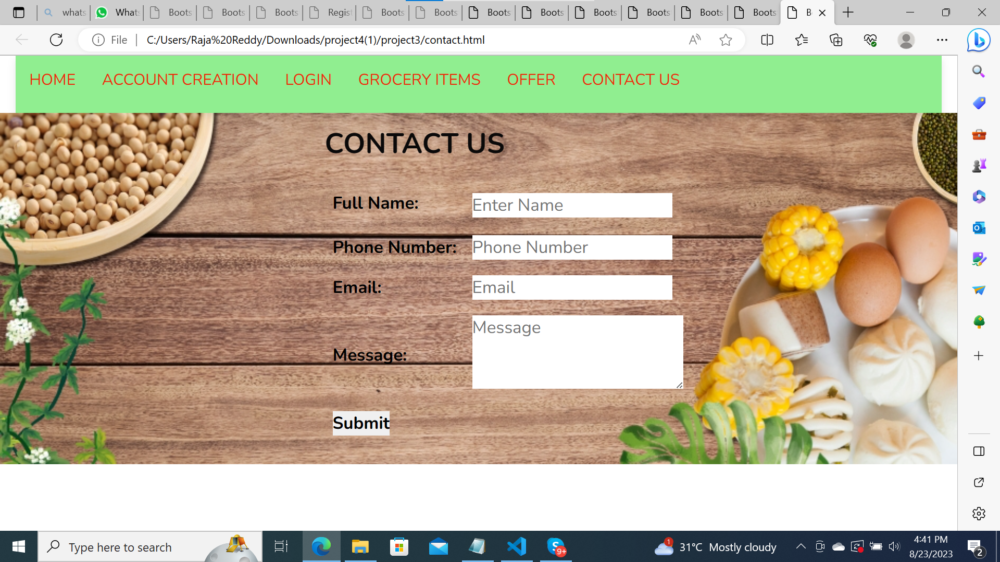 whats
Whats
Boots
Boots
Boots
Regist
Boots
Boots
Boots
Boots
Boots
Boots
Boots
Boots
B
File
C:/Users/Raja%20Reddy/Downloads/project4(1)/project3/contact.html
HOME ACCOUNT CREATION LOGIN GROCERY ITEMS OFFER CONTACT US
CONTACT US
Full Name: Enter Name
Phone Number: Phone Number
Email: Email
Message: Message
Submit
Type here to search
9+
1
31°C Mostly cloudy
4:41 PM
8/23/2023
2